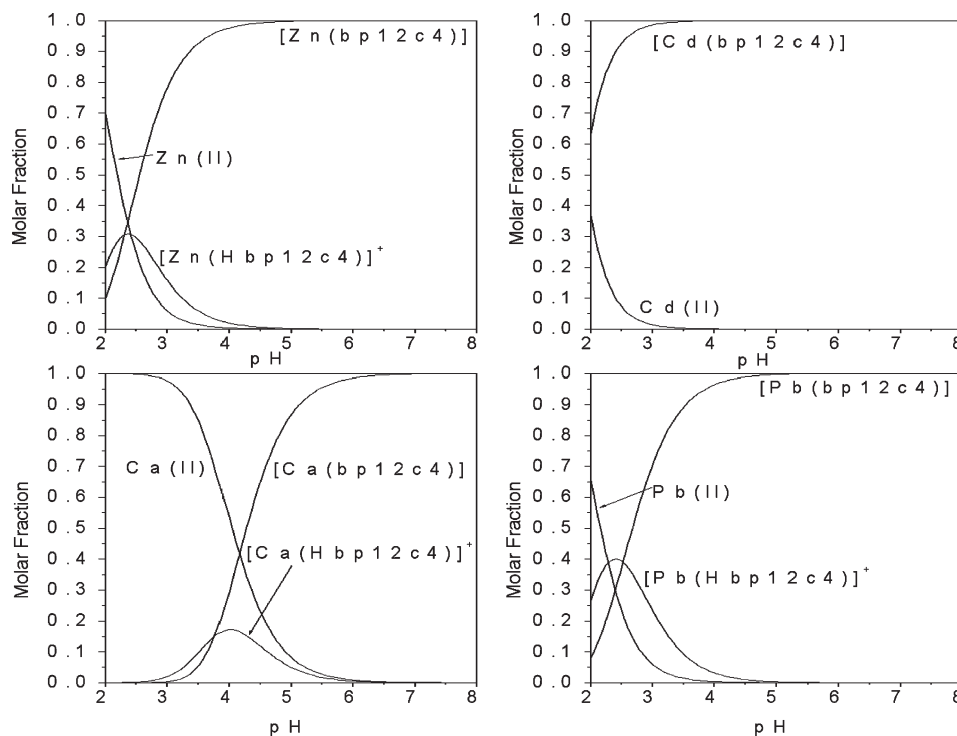 1.0
0.9
0.8
0.7
0.6
0.5
0.4
0.3
0.2
0.1
0.0
Molar Fraction
[Zn(bp12c4)]
Zn(II)
[Zn(Hbp12c4)]+
2 3 4 5 6 7 8
pH
1.0
0.9
0.8
0.7
0.6
0.5
0.4
0.3
0.2
0.1
0.0
Molar Fraction
[Cd(bp12c4)]
Cd(II)
2 3 4 5 6 7 8
pH
1.0
0.9
0.8
0.7
0.6
0.5
0.4
0.3
0.2
0.1
0.0
Molar Fraction
Ca(II)
[Ca(bp12c4)]
[Ca(Hbp12c4)]+
2 3 4 5 6 7 8
pH
1.0
0.9
0.8
0.7
0.6
0.5
0.4
0.3
0.2
0.1
0.0
Molar Fraction
[Pb(bp12c4)]
Pb(II)
[Pb(Hbp12c4)]+
2 3 4 5 6 7 8
pH